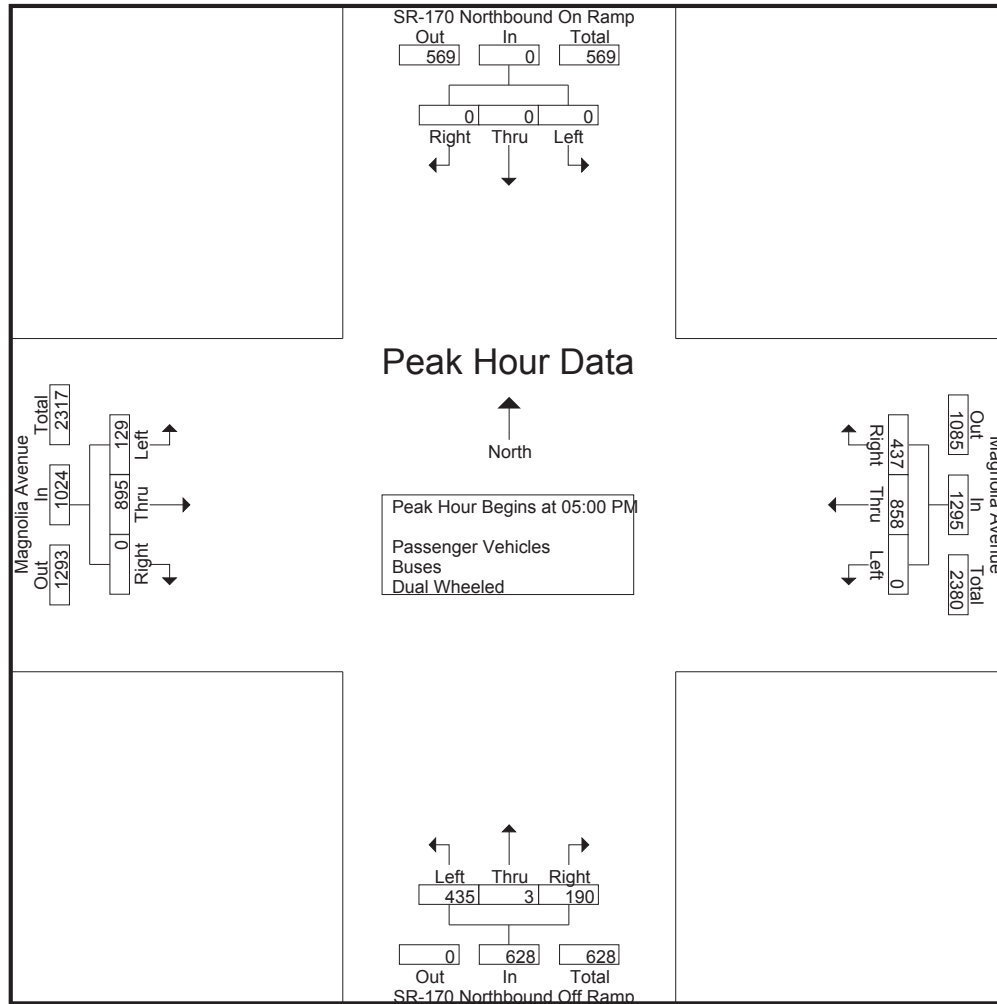 SR-170 Northbound On Ramp
Out In Total
569 0 569
0 0 0
Right Thru Left
Peak Hour Data
North
Peak Hour Begins at 05:00 PM
Passenger Vehicles
Buses
Dual Wheeled
Magnolia Avenue
Out In Total
1293 1024 2317
129 895 0
Left Thru Right
Magnolia Avenue
Out In Total
1085 1295 2380
437 858 0
Right Thru Left
Left Thru Right
435 3 190
0 628 628
Out In Total
SR-170 Northbound Off Ramp